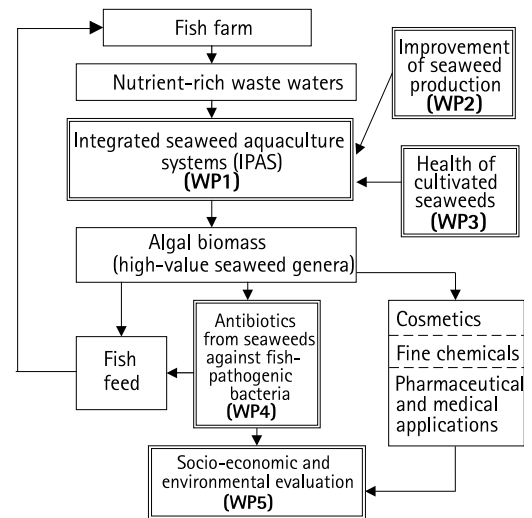 Fish farm
Nutrient-rich waste waters
Improvement
of seaweed
production
(WP2)
Integrated seaweed aquaculture
systems (IPAS)
(WP1)
Health of
cultivated
seaweeds
(WP3)
Algal biomass
(high-value seaweed genera)
Fish
feed
Antibiotics
from seaweeds
against fish-
pathogenic
bacteria
(WP4)
Cosmetics
Fine chemicals
Pharmaceutical
and medical
applications
Socio-economic and
environmental evaluation
(WP5)